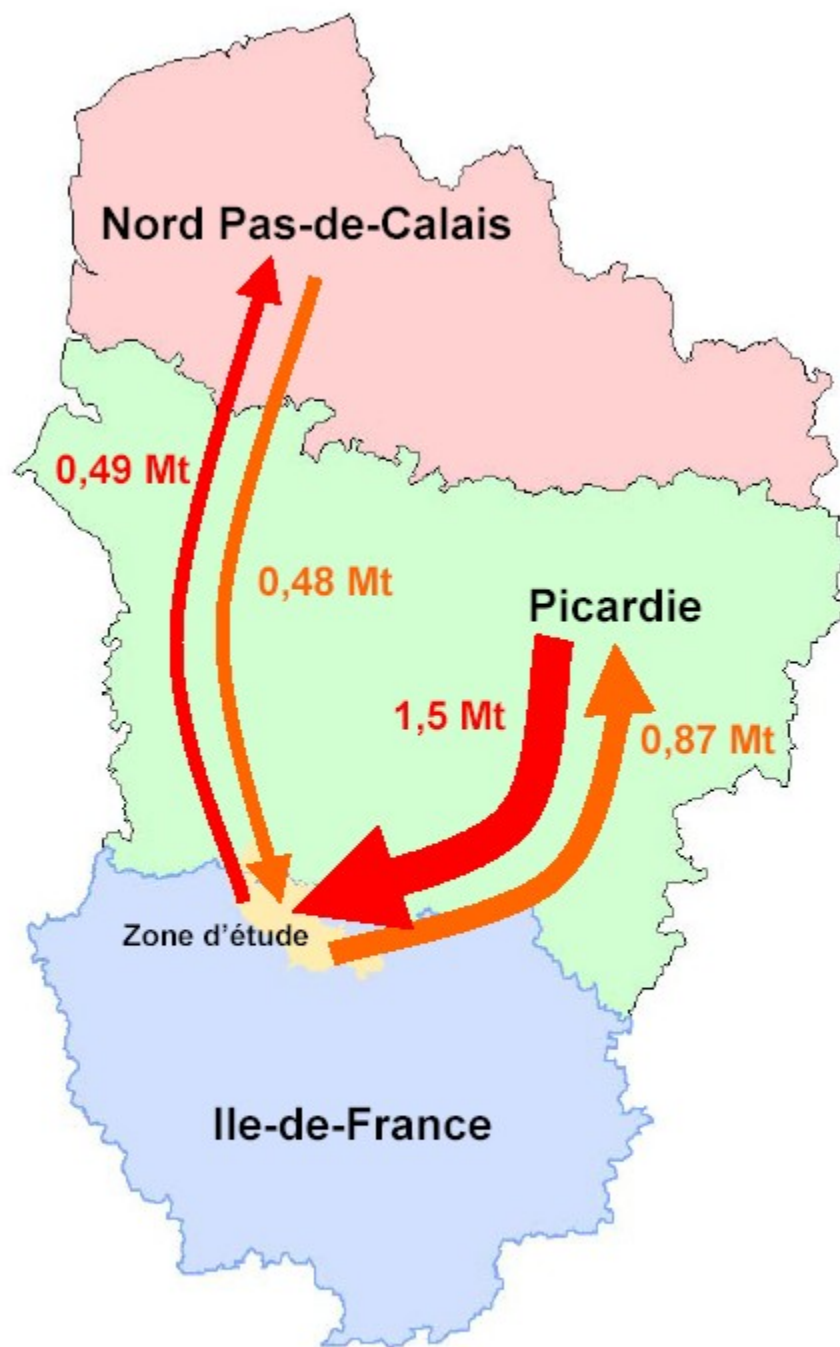 Nord Pas-de-Calais
0,49 Mt
0,48 Mt
Picardie
1,5 Mt
0,87 Mt
Zone d'étude
Ile-de-France